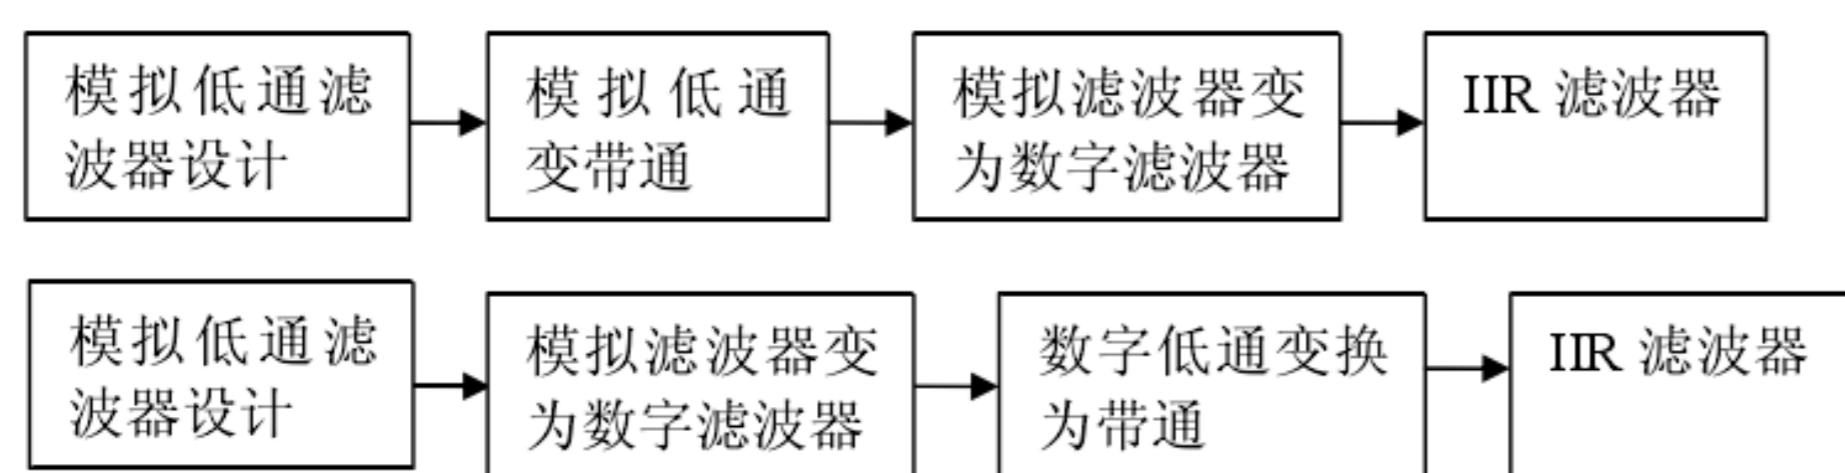 模拟低通滤
波器设计
模拟低通
变带通
模拟滤波器变
为数字滤波器
IIR 滤波器
模拟低通滤
波器设计
模拟滤波器变
为数字滤波器
数字低通变换
为带通
IIR 滤波器